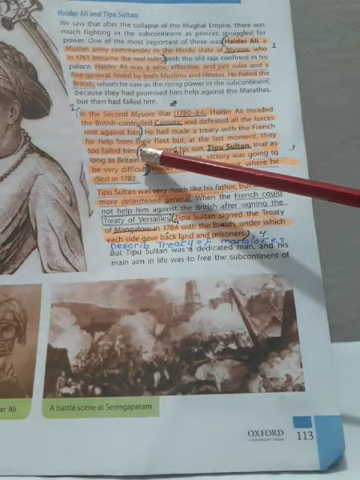 Haider Ali and Tipu Sultan
We saw that after the collapse of the Mughal Empire, there was
much fighting in the subcontinent as princes struggled for
power. One of the most important of these was Haider Ali, a
Muslim army commander in the Hindu state of Mysore, who
in 1761 became the real ruler, with the old raja confined in his
palace. Haider Ali was a wise, effective, and just ruler and a
fine general, loved by both Muslims and Hindus. He hated the
British, whom he saw as the rising power in the subcontinent,
because they had promised him help against the Marathas,
but then had failed him.
2
In the Second Mysore War (1780–84), Haider Ali invaded
the British-controlled Carnatic and defeated all the forces
sent against him; he had made a treaty with the French
for help from their fleet but, at the last moment, they
too failed him. son, Tipu Sultan, that as
long as Britain victory was going to
be very difficult. where he
died in 1782.
Tipu Sultan was very much like his father, but
more determined general. When the French could
not help him against the British after signing the
Treaty of Versailles, Tipu Sultan signed the Treaty
of Mangalore in 1784 with the British, under which
each side gave back land and prisoners. 4
Describ Treaty of manglores
But Tipu Sultan was a dedicated man, and his
main aim in life was to free the subcontinent of
er Ali
A battle scene at Seringapatam
OXFORD
UNIVERSITY PRESS
113